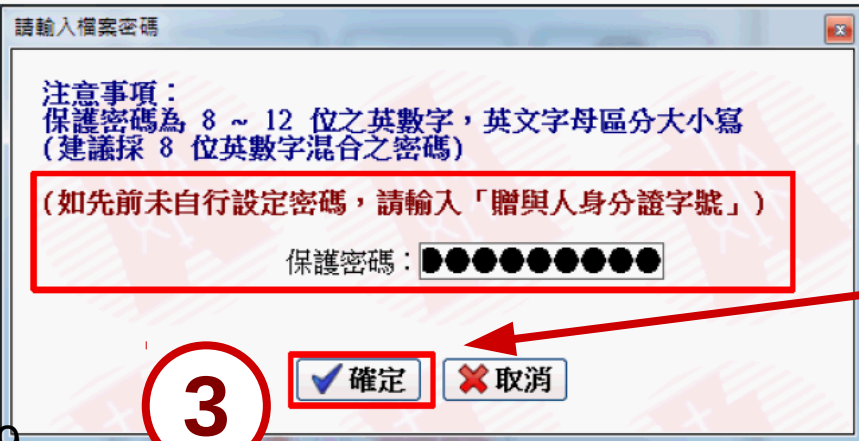 請輸入檔案密碼
注意事項：
保護密碼為 8 ~ 12 位之英數字，英文字母區分大小寫
(建議採 8 位英數字混合之密碼)
(如先前未自行設定密碼，請輸入「贈與人身分證字號」)
保護密碼：●●●●●●●●●●
確定 取消
3